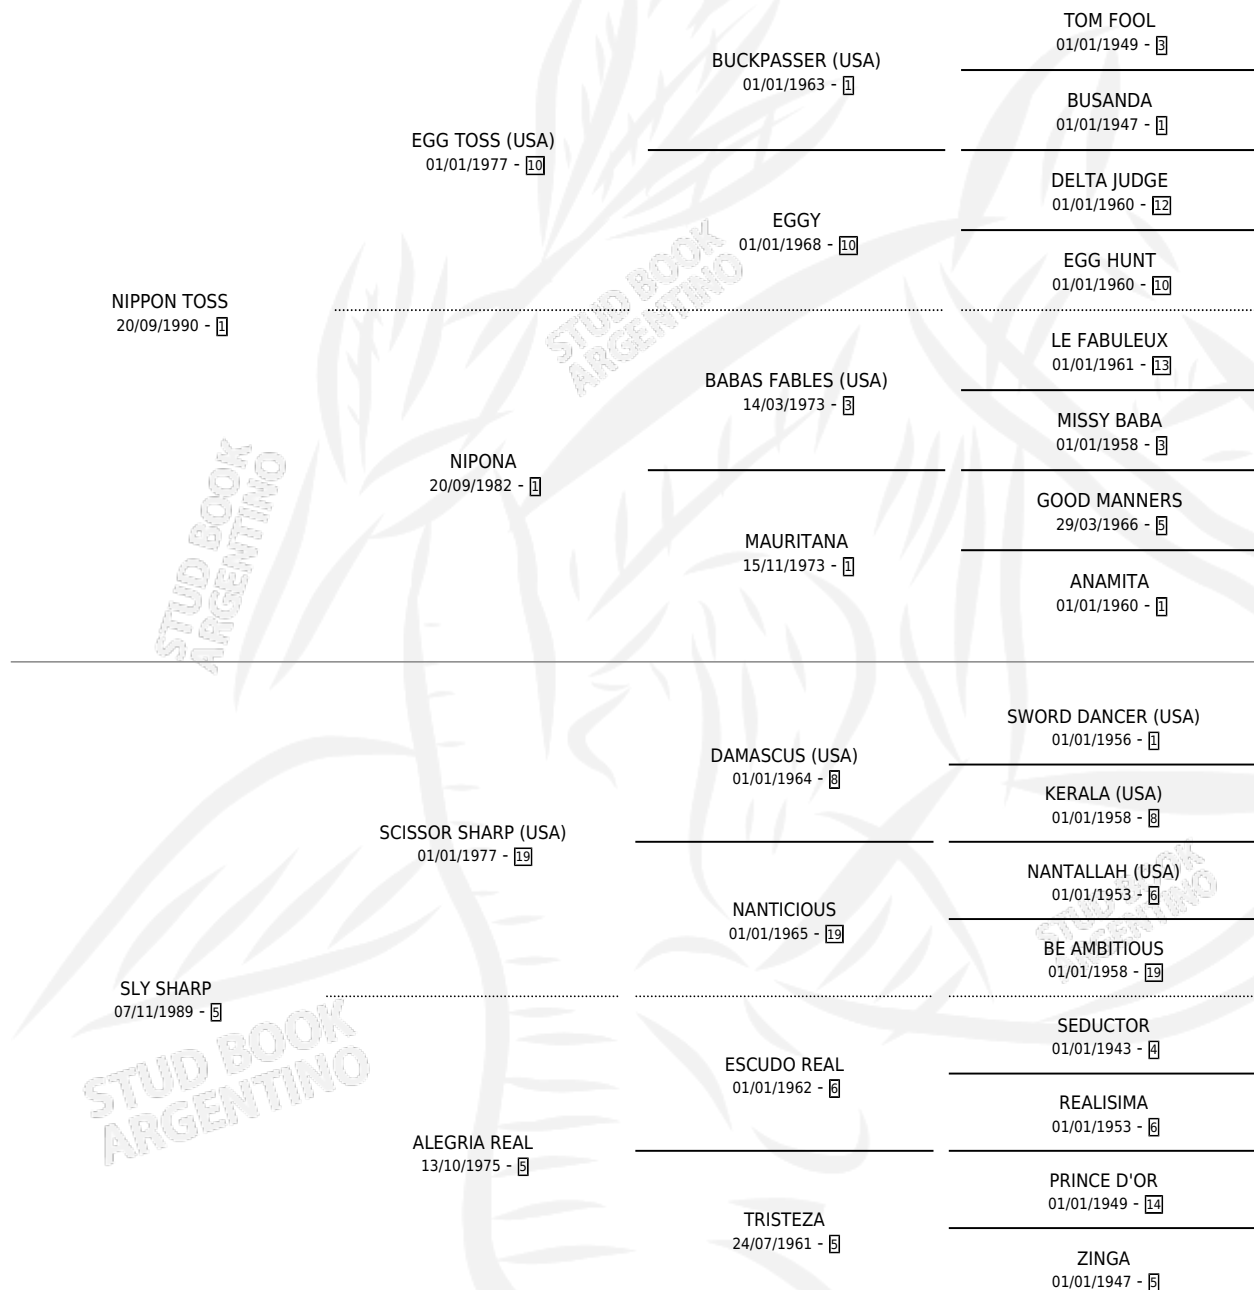 TOM FOOL
01/01/1949 - 3
BUCKPASSER (USA)
01/01/1963 - 1
BUSANDA
01/01/1947 - 1
EGG TOSS (USA)
01/01/1977 - 10
DELTA JUDGE
01/01/1960 - 12
EGGY
01/01/1968 - 10
EGG HUNT
01/01/1960 - 10
NIPPON TOSS
20/09/1990 - 1
LE FABULEUX
01/01/1961 - 13
BABAS FABLES (USA)
14/03/1973 - 3
MISSY BABA
01/01/1958 - 3
NIPONA
20/09/1982 - 1
GOOD MANNERS
29/03/1966 - 5
MAURITANA
15/11/1973 - 1
ANAMITA
01/01/1960 - 1
STUD BOOK
ARGENTINO
STUD BOOK
ARGENTINO
SWORD DANCER (USA)
01/01/1956 - 1
DAMASCUS (USA)
01/01/1964 - 8
KERALA (USA)
01/01/1958 - 8
SCISSOR SHARP (USA)
01/01/1977 - 19
NANTALLAH (USA)
01/01/1953 - 6
NANTICIOUS
01/01/1965 - 19
BE AMBITIOUS
01/01/1958 - 19
SLY SHARP
07/11/1989 - 5
SEDUCTOR
01/01/1943 - 4
ESCUDO REAL
01/01/1962 - 6
REALISIMA
01/01/1953 - 6
ALEGRIA REAL
13/10/1975 - 5
PRINCE D'OR
01/01/1949 - 14
TRISTEZA
24/07/1961 - 5
ZINGA
01/01/1947 - 5
STUD BOOK
ARGENTINO
STUD BOOK
ARGENTINO